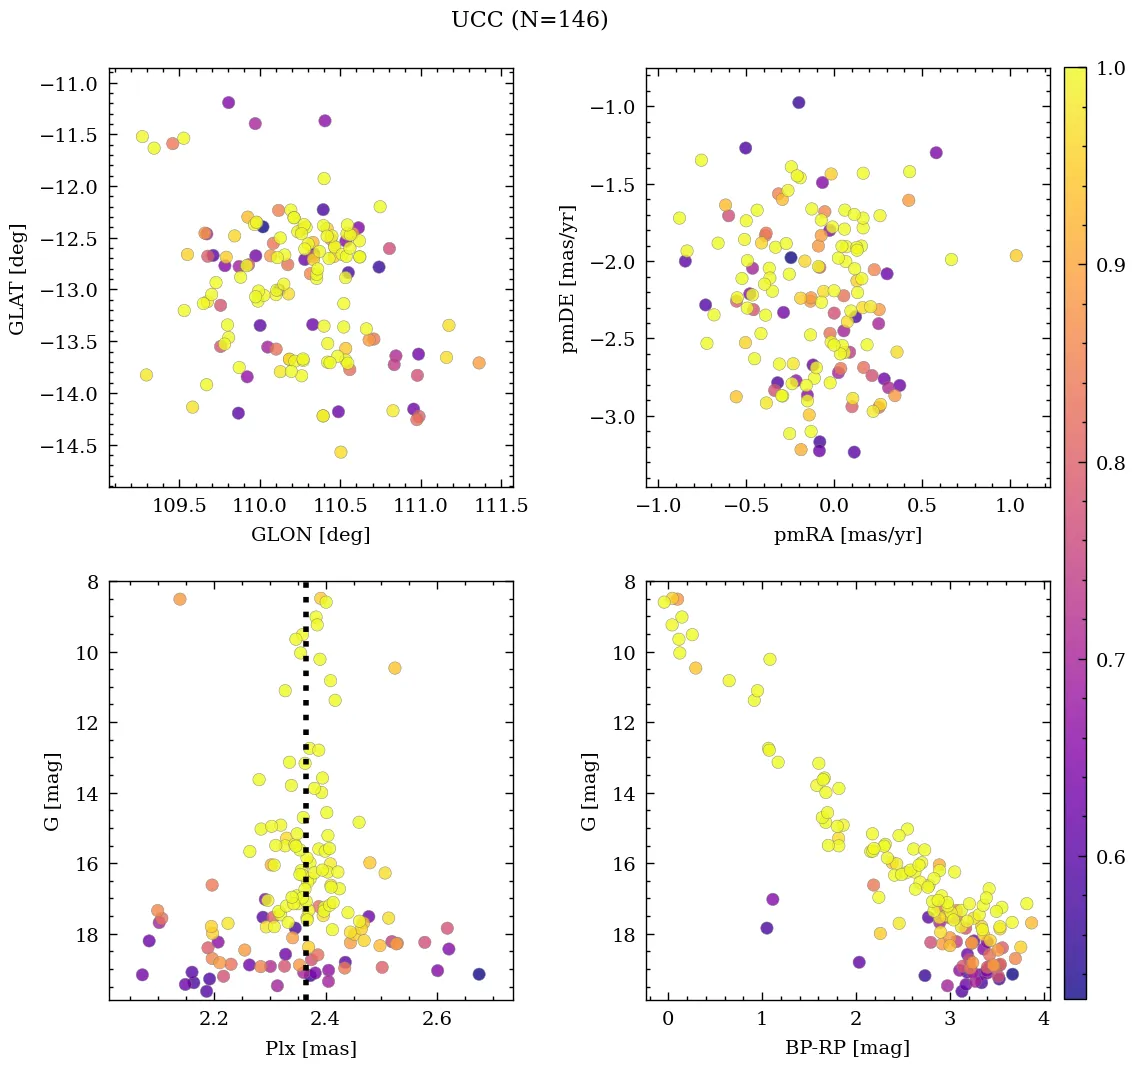 UCC (N=146)
−11.0
−11.5
−12.0
−12.5
−13.0
−13.5
−14.0
−14.5
GLAT [deg]
109.5 110.0 110.5 111.0 111.5
GLON [deg]
−1.0
−1.5
−2.0
−2.5
−3.0
pmDE [mas/yr]
−1.0 −0.5 0.0 0.5 1.0
pmRA [mas/yr]
1.0
0.9
0.8
0.7
0.6
8
10
12
14
16
18
G [mag]
2.2 2.4 2.6
Plx [mas]
8
10
12
14
16
18
G [mag]
0 1 2 3 4
BP-RP [mag]